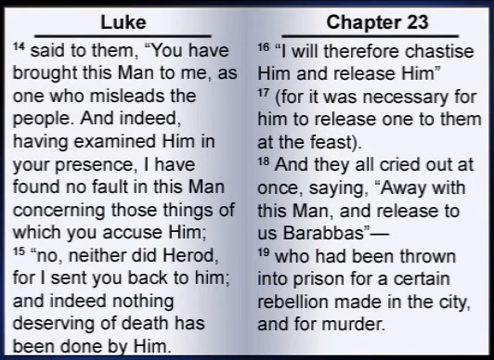 Luke
¹⁴ said to them, “You have
brought this Man to me, as
one who misleads the
people. And indeed,
having examined Him in
your presence, I have
found no fault in this Man
concerning those things of
which you accuse Him;
¹⁵ “no, neither did Herod,
for I sent you back to him;
and indeed nothing
deserving of death has
been done by Him.
Chapter 23
¹⁶ “I will therefore chastise
Him and release Him”
¹⁷ (for it was necessary for
him to release one to them
at the feast).
¹⁸ And they all cried out at
once, saying, “Away with
this Man, and release to
us Barabbas”—
¹⁹ who had been thrown
into prison for a certain
rebellion made in the city,
and for murder.